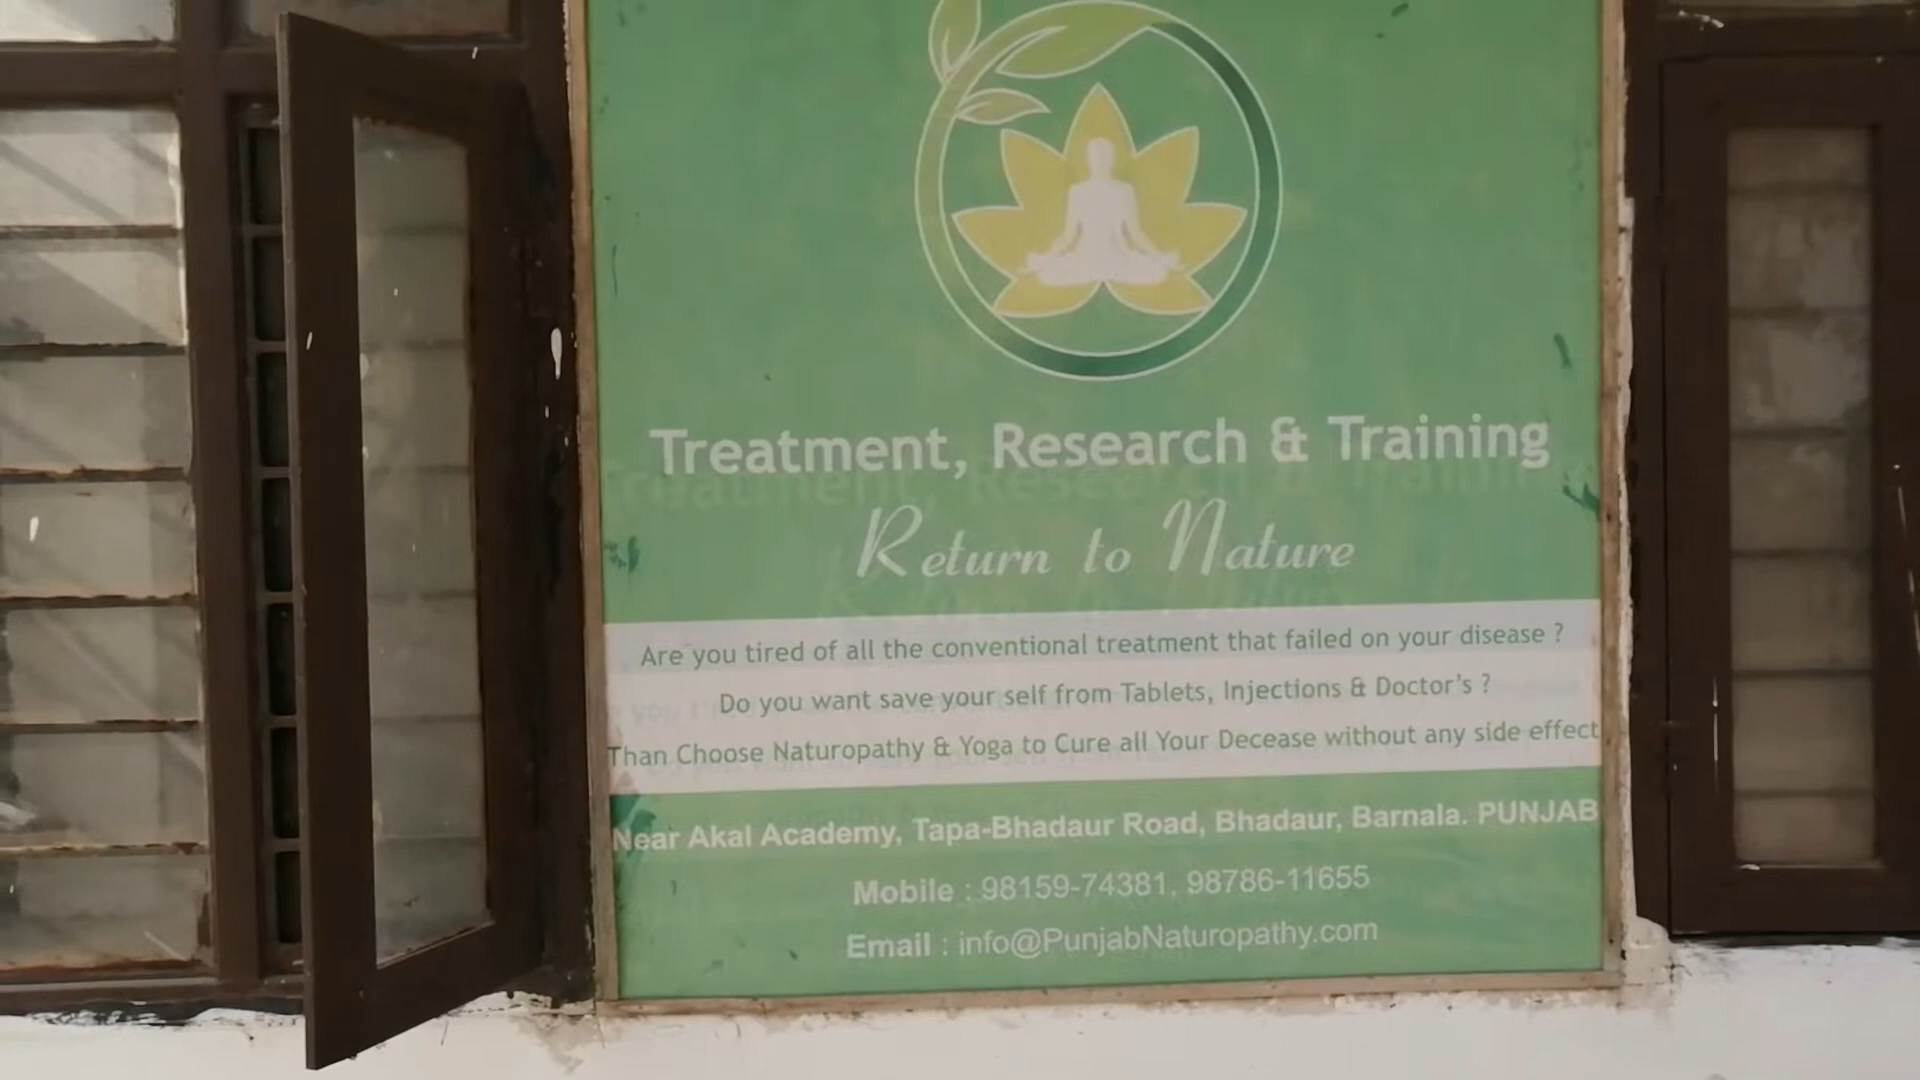 Treatment, Research & Training
Return to Nature
Are you tired of all the conventional treatment that failed on your disease ?
Do you want save your self from Tablets, Injections & Doctor's ?
Than Choose Naturopathy & Yoga to Cure all Your Decease without any side effect
Near Akal Academy, Tapa-Bhadaur Road, Bhadaur, Barnala. PUNJAB
Mobile : 98159-74381, 98786-11655
Email : info@PunjabNaturopathy.com